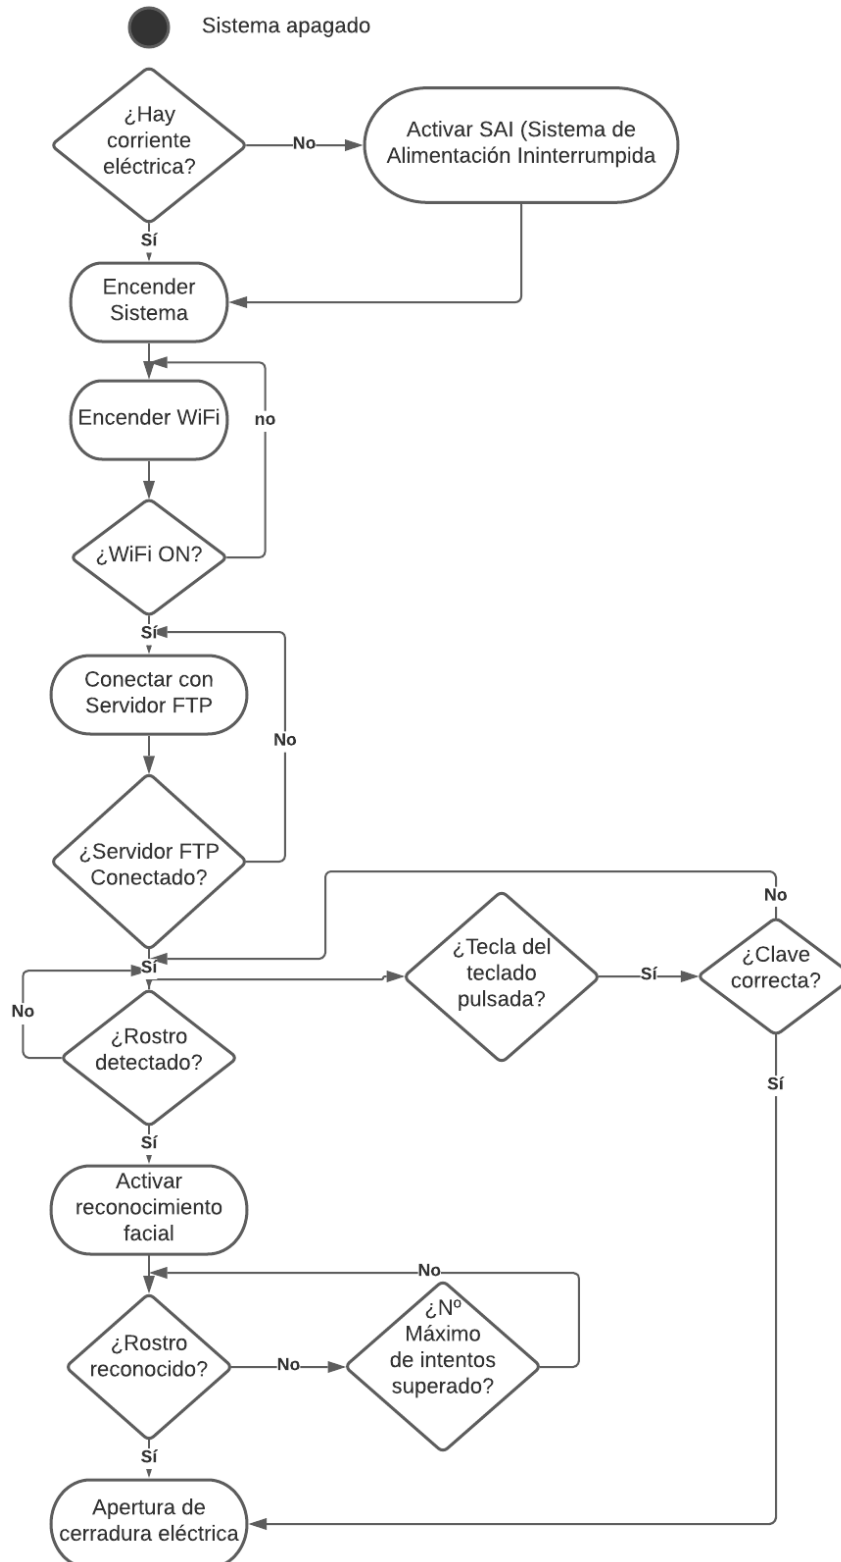 Sistema apagado
¿Hay
corriente
eléctrica?
No
Activar SAI (Sistema de
Alimentación Ininterrumpida
Sí
Encender
Sistema
Encender WiFi
no
¿WiFi ON?
Sí
Conectar con
Servidor FTP
No
¿Servidor FTP
Conectado?
No
Sí
¿Tecla del
teclado
pulsada?
Sí
¿Clave
correcta?
No
¿Rostro
detectado?
Sí
Sí
Activar
reconocimiento
facial
No
¿Rostro
reconocido?
No
¿Nº
Máximo
de intentos
superado?
Sí
Apertura de
cerradura eléctrica